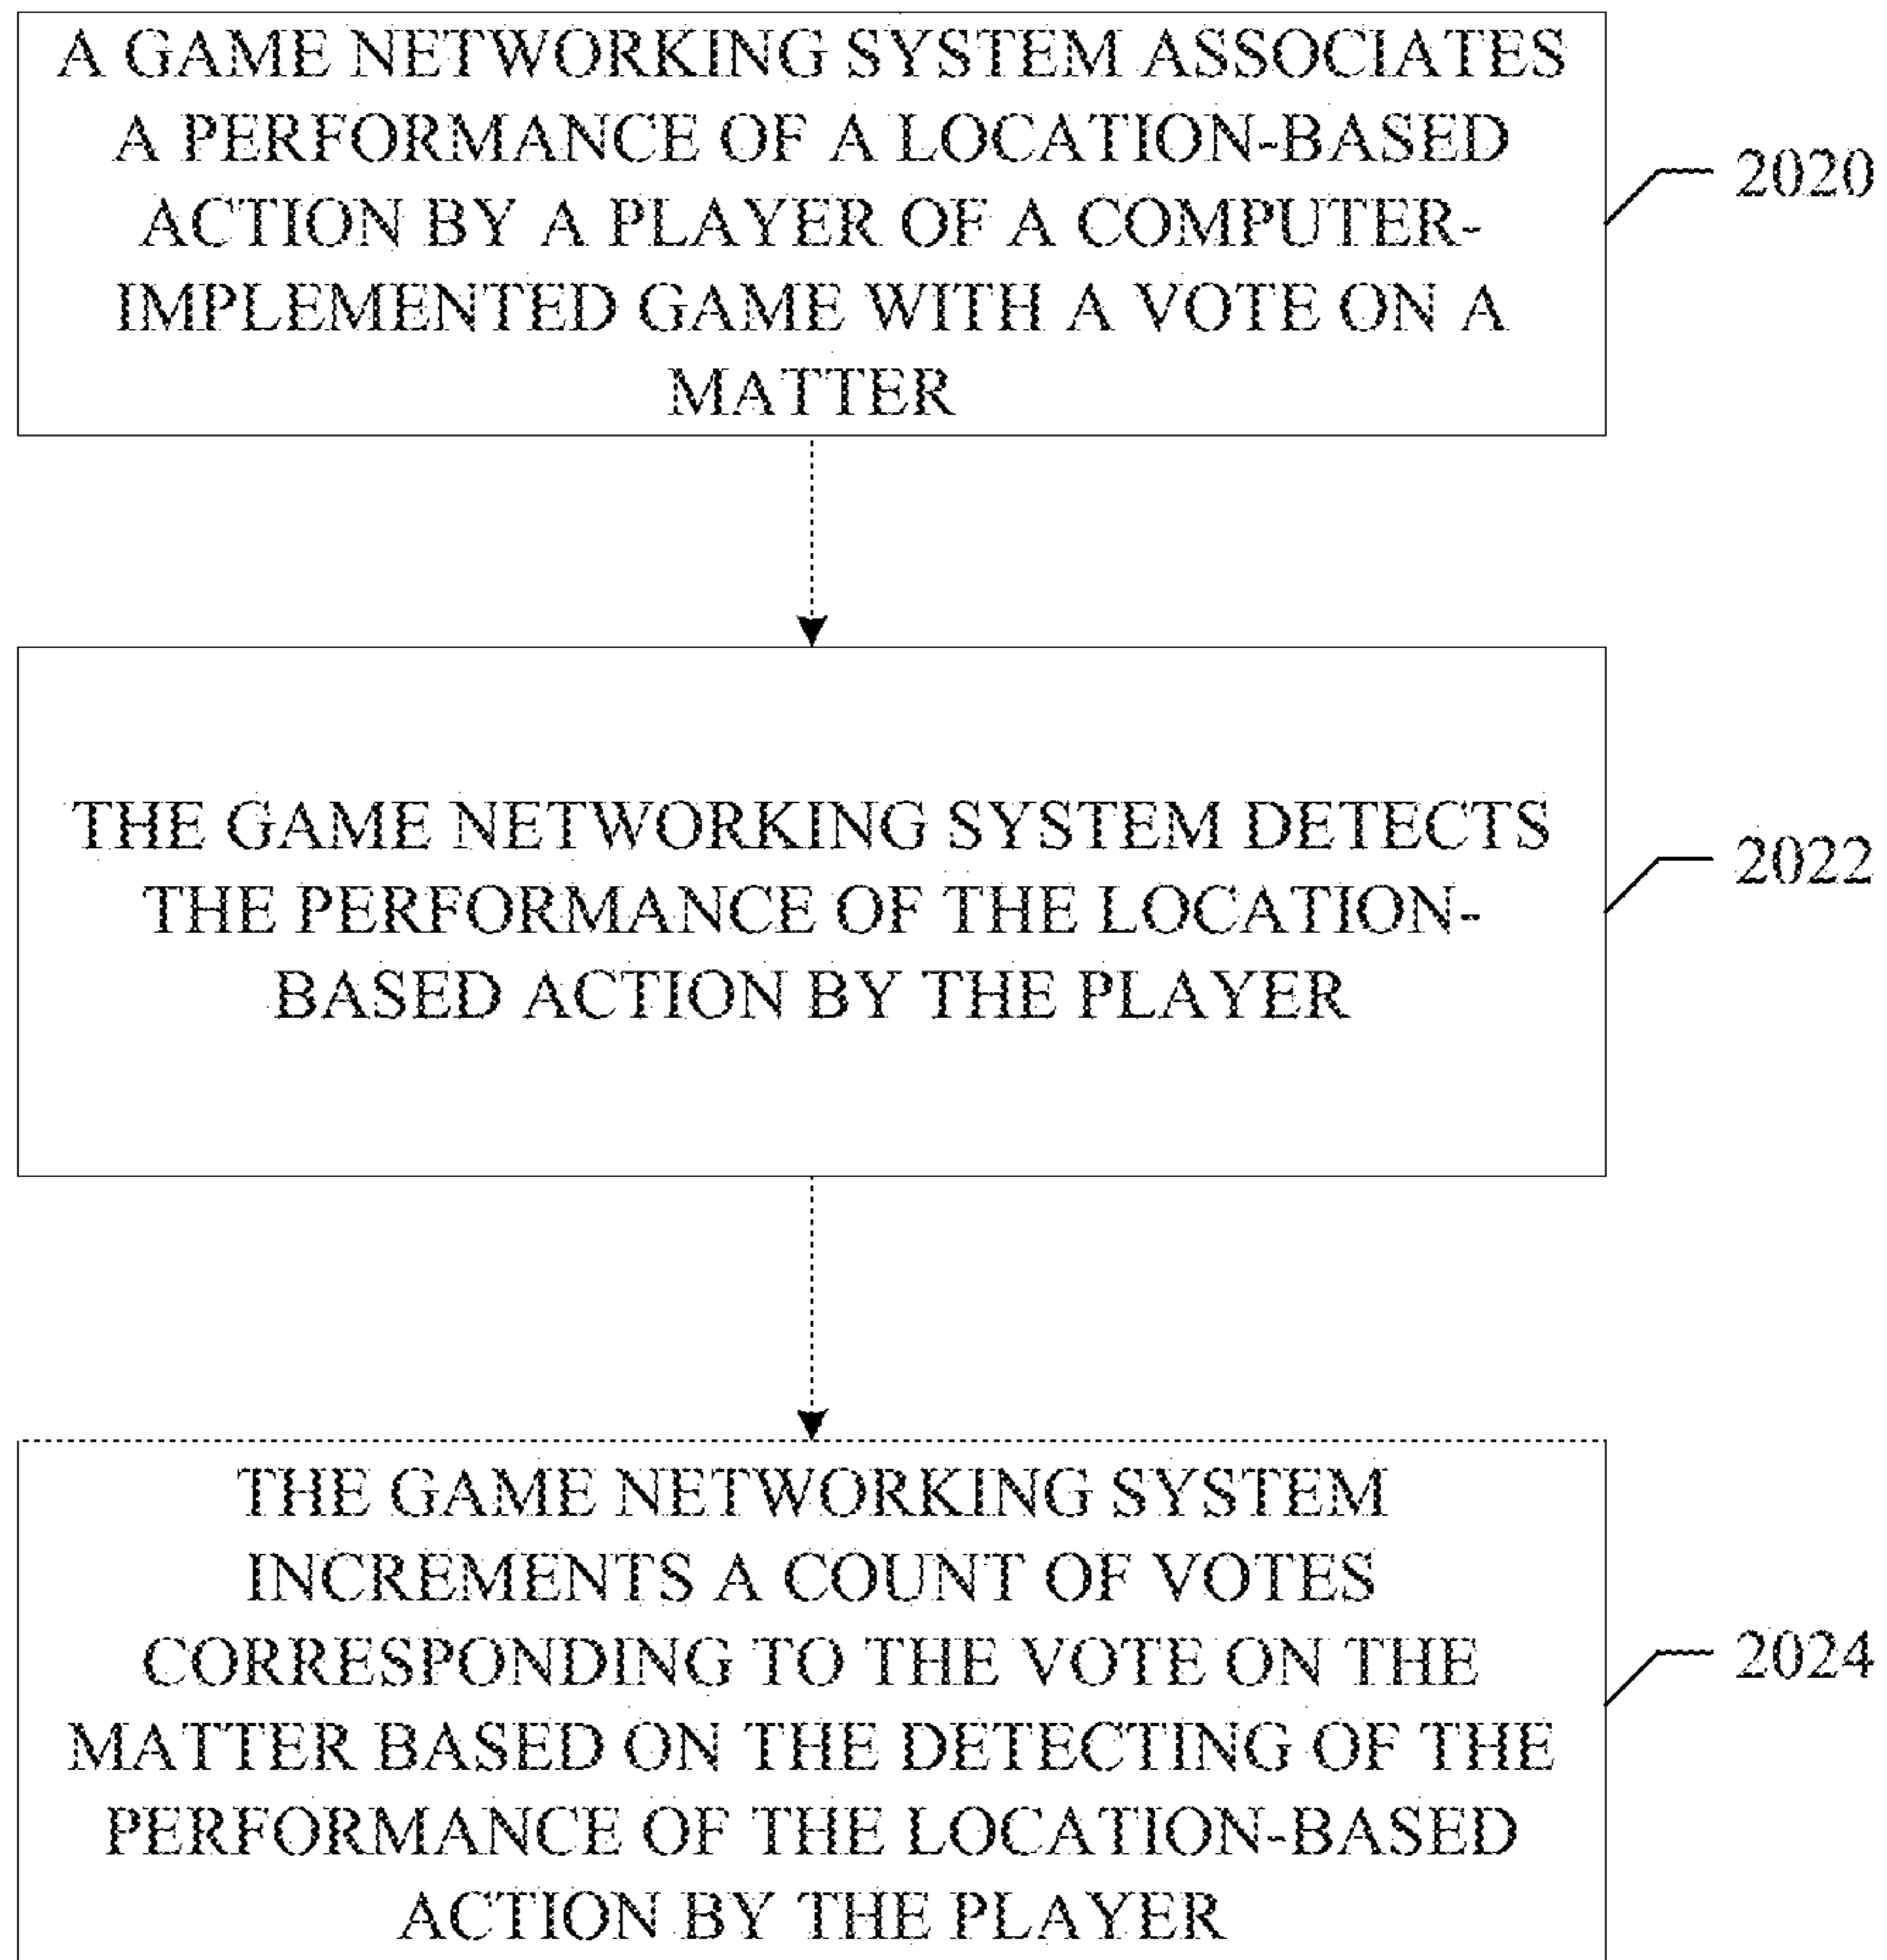 A GAME NETWORKING SYSTEM ASSOCIATES
A PERFORMANCE OF A LOCATION-BASED
ACTION BY A PLAYER OF A COMPUTER-
IMPLEMENTED GAME WITH A VOTE ON A
MATTER
2020
THE GAME NETWORKING SYSTEM DETECTS
THE PERFORMANCE OF THE LOCATION-
BASED ACTION BY THE PLAYER
2022
THE GAME NETWORKING SYSTEM
INCREMENTS A COUNT OF VOTES
CORRESPONDING TO THE VOTE ON THE
MATTER BASED ON THE DETECTING OF THE
PERFORMANCE OF THE LOCATION-BASED
ACTION BY THE PLAYER
2024